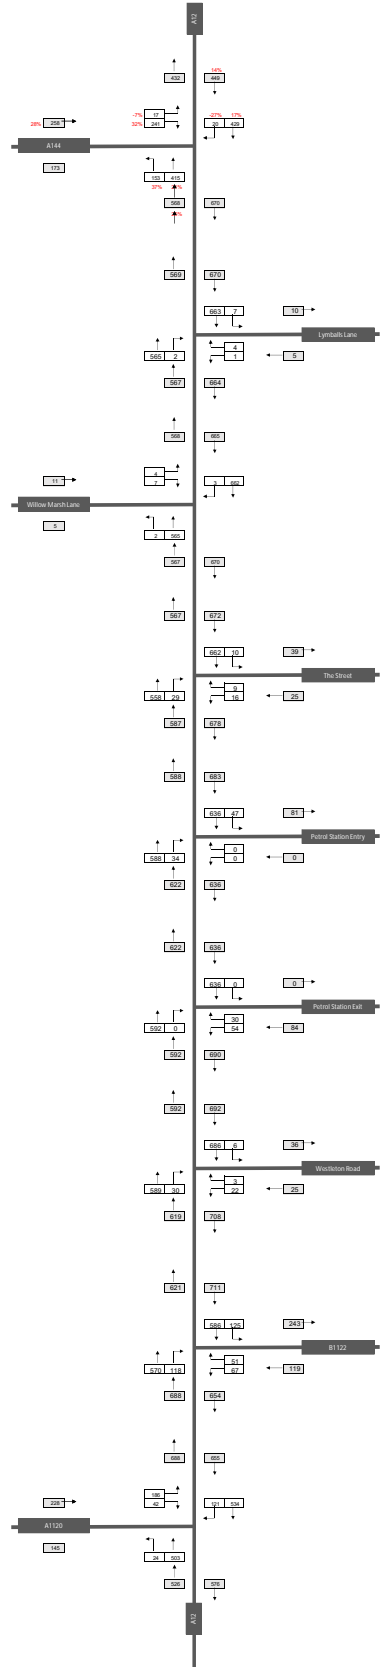 A12
14%
432 449
-7% 17 -27% 17%
28% 258 32% 241 20 429
A144
173
153 415
37%
568 670
569 670
663 7 10
Lymballs Lane
4
565 2 1 5
567 664
568 665
4
11 7 3 662
Willow Marsh Lane
5
2 565
567 670
567 672
662 10 39
The Street
9
558 29 16 25
587 678
588 683
636 47 81
Petrol Station Entry
0
588 34 0 0
622 636
622 636
636 0 0
Petrol Station Exit
30
592 0 54 84
592 690
592 692
686 6 36
Westleton Road
3
589 30 22 25
619 708
621 711
586 125 243
B1122
51
570 118 67 119
688 654
688 655
186
228 42 121 534
A1120
145
24 503
526 576
A12